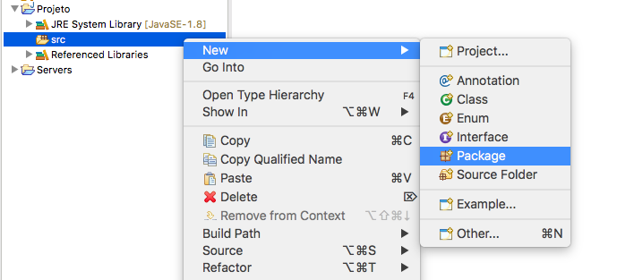 Projeto
JRE System Library [JavaSE-1.8]
src
Referenced Libraries
Servers
New
Go Into
Open Type Hierarchy F4
Show In ⌥⌘W
Copy ⌘C
Copy Qualified Name
Paste ⌘V
Delete ⌦
Remove from Context ⌥⇧⌘↓
Build Path
Source ⌥⌘S
Refactor ⌥⌘T
Project...
Annotation
Class
Enum
Interface
Package
Source Folder
Example...
Other... ⌘N